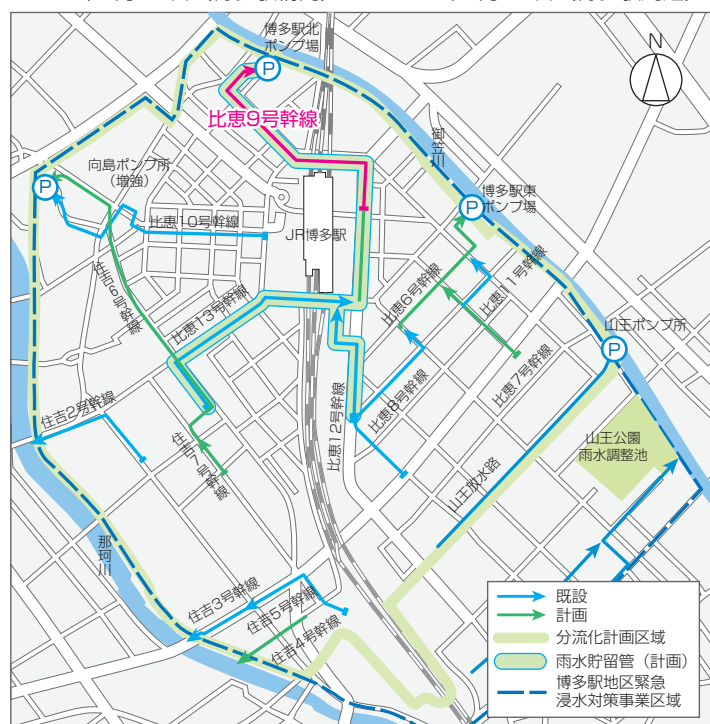 博多駅北
ポンプ場
P
N
比恵9号幹線
御笠川
向島ポンプ所
(増強)
P
博多駅東
ポンプ場
P
比恵10号幹線
JR博多駅
住吉6号幹線
比恵13号幹線
比恵6号幹線
比恵11号幹線
山王ポンプ所
P
比恵7号幹線
比恵8号幹線
比恵12号幹線
住吉2号幹線
住吉7号幹線
山王公園
雨水調整池
山王放水路
那珂川
住吉3号幹線
住吉5号幹線
住吉4号幹線
既設
計画
分流化計画区域
雨水貯留管(計画)
博多駅地区緊急
浸水対策事業区域